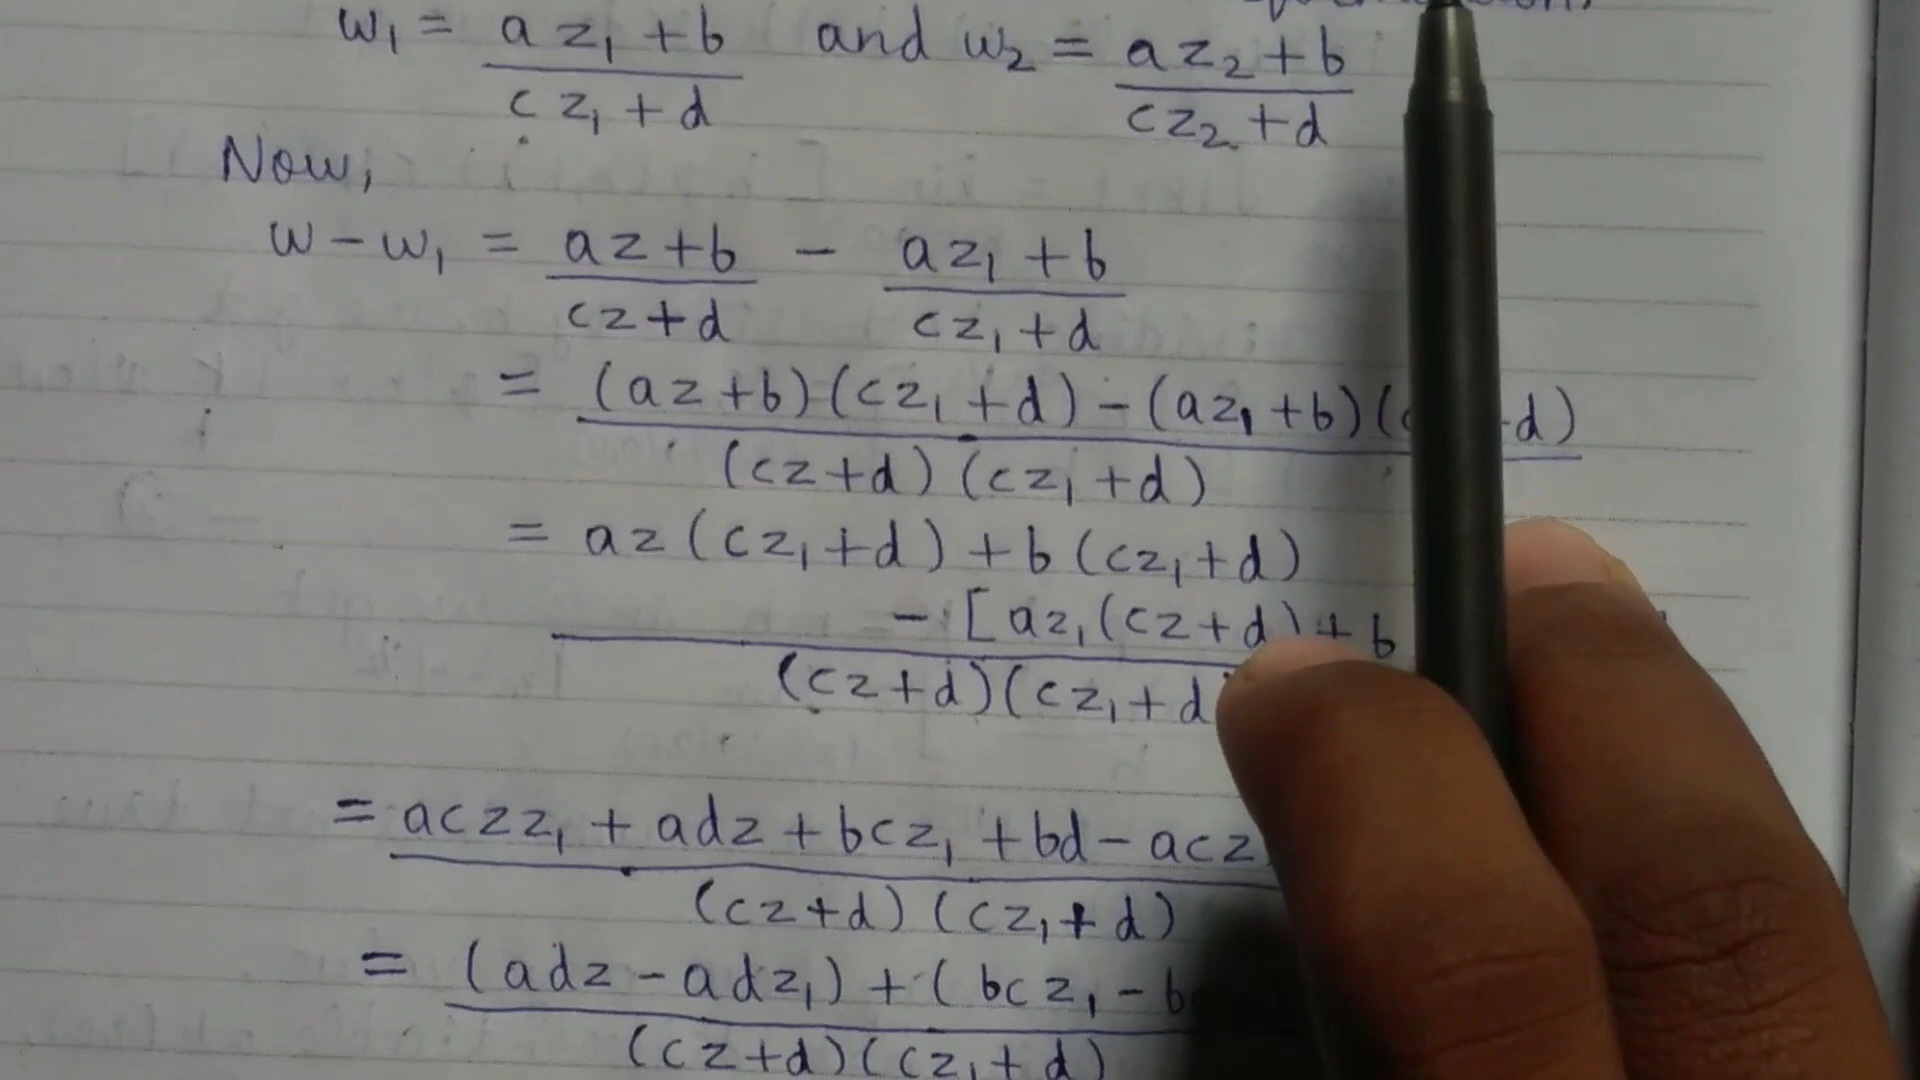 w₁ = az₁ + b / cz₁ + d and w₂ = az₂ + b / cz₂ + d
Now,
w - w₁ = az + b / cz + d - az₁ + b / cz₁ + d
= (az + b)(cz₁ + d) - (az₁ + b)( d) / (cz + d)(cz₁ + d)
= az(cz₁ + d) + b(cz₁ + d)
- [az₁(cz + d) + b
(cz + d)(cz₁ + d
= aczz₁ + adz + bcz₁ + bd - acz
(cz + d)(cz₁ + d)
= (adz - adz₁) + (bcz₁ - b
(cz + d)(cz₁ + d)